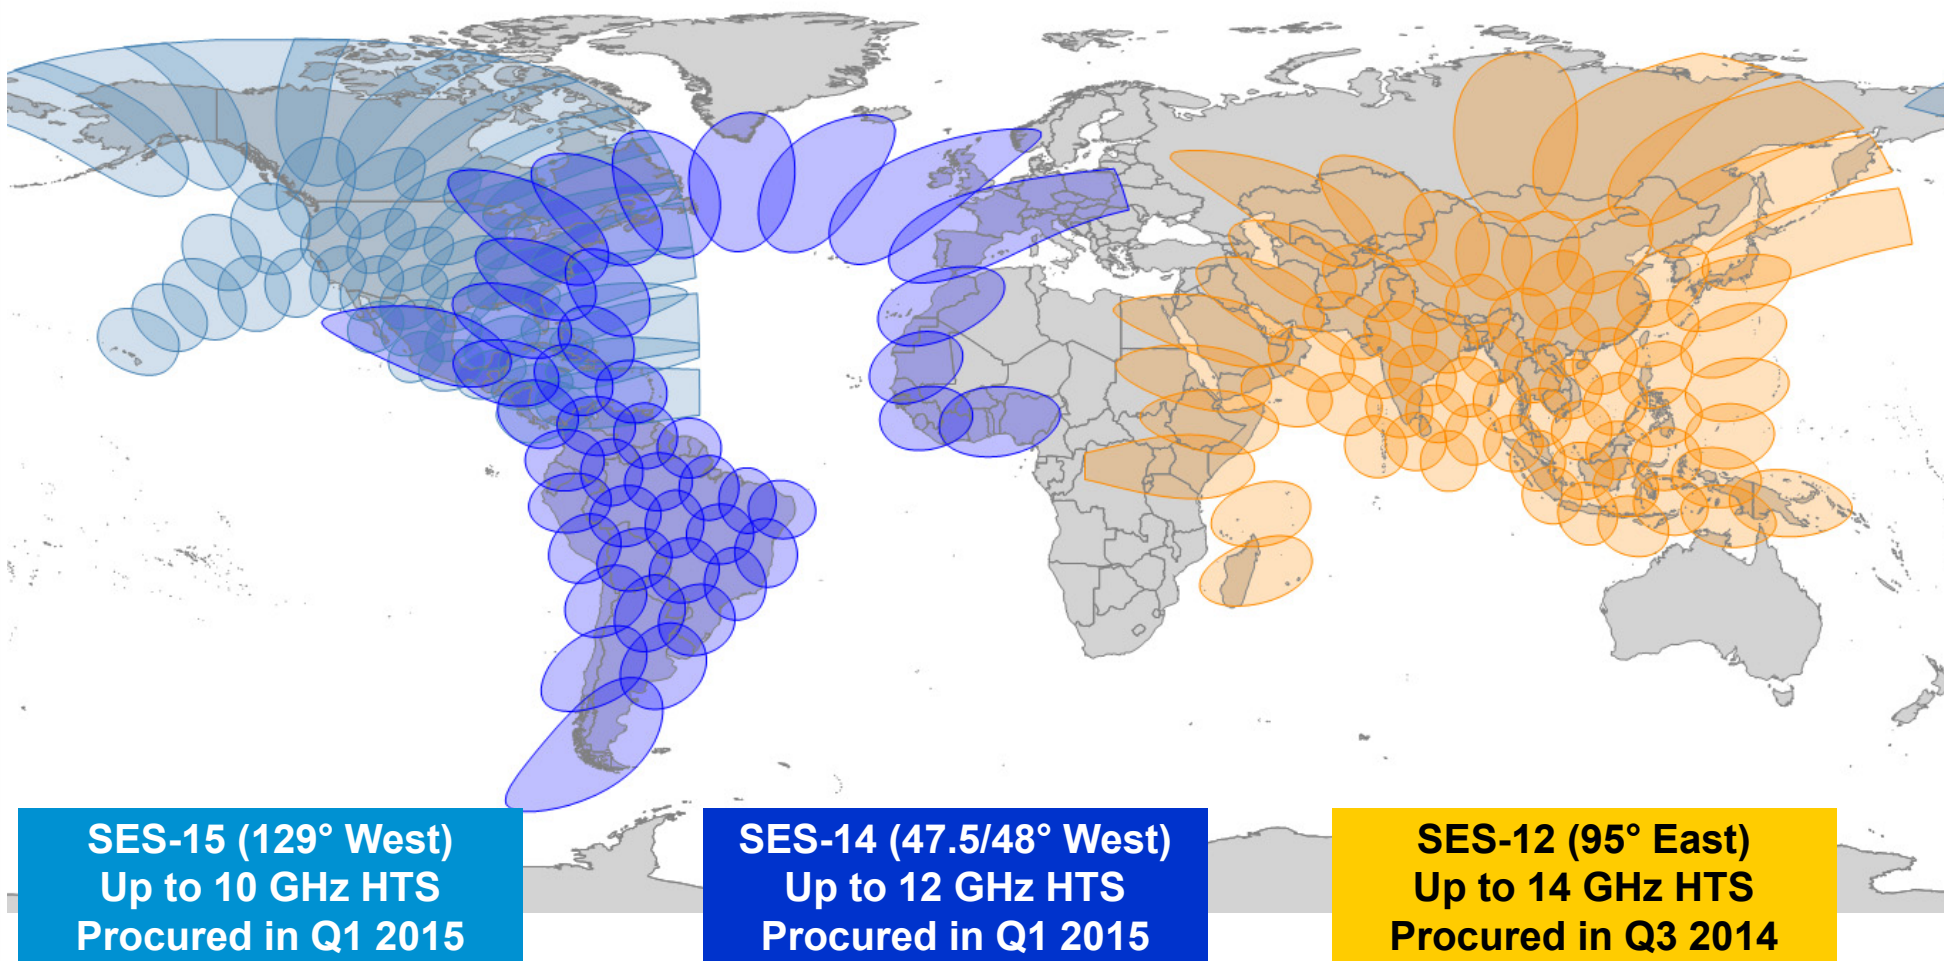 SES-15 (129° West)
Up to 10 GHz HTS
Procured in Q1 2015
SES-14 (47.5/48° West)
Up to 12 GHz HTS
Procured in Q1 2015
SES-12 (95° East)
Up to 14 GHz HTS
Procured in Q3 2014